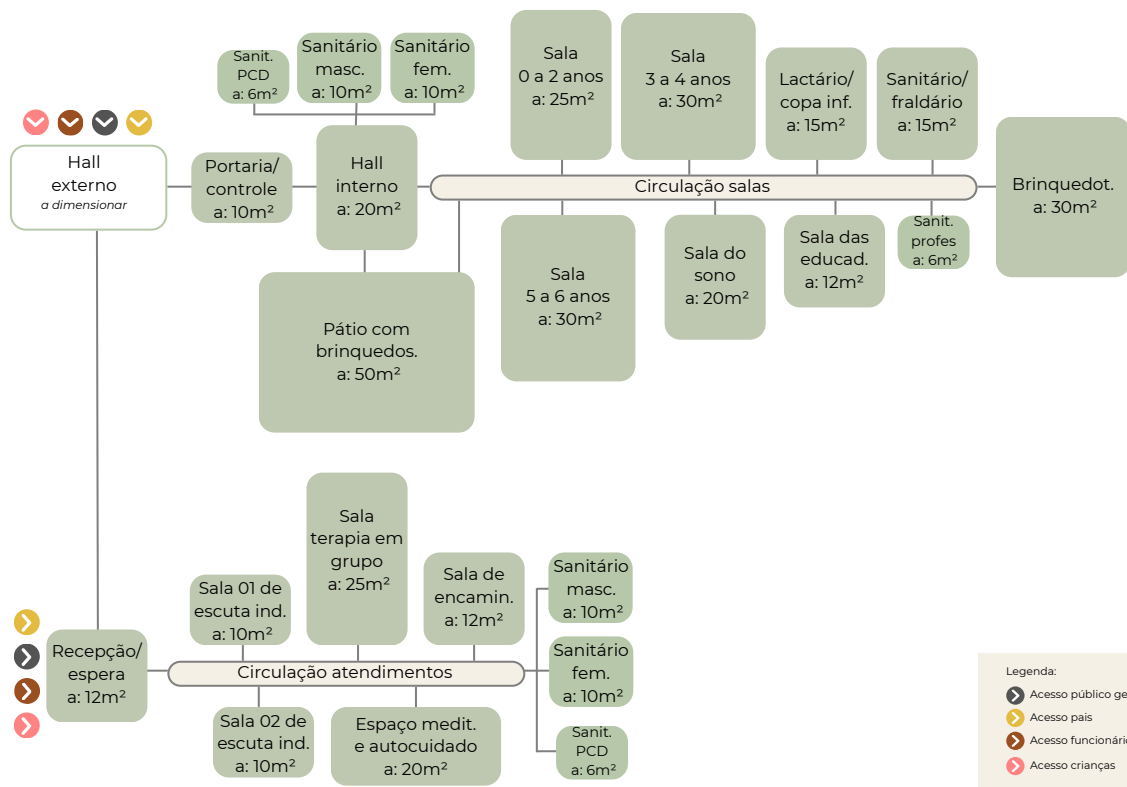 Sanit.
PCD
a: 6m²
Sanitário
masc.
a: 10m²
Sanitário
fem.
a: 10m²
Sala
0 a 2 anos
a: 25m²
Sala
3 a 4 anos
a: 30m²
Lactário/
copa inf.
a: 15m²
Sanitário/
fraldário
a: 15m²
Hall
externo
a dimensionar
Portaria/
controle
a: 10m²
Hall
interno
a: 20m²
Circulação salas
Brinquedot.
a: 30m²
Pátio com
brinquedos.
a: 50m²
Sala
5 a 6 anos
a: 30m²
Sala do
sono
a: 20m²
Sala das
educad.
a: 12m²
Sanit.
profes
a: 6m²
Sala 01 de
escuta ind.
a: 10m²
Sala
terapia em
grupo
a: 25m²
Sala de
encamin.
a: 12m²
Sanitário
masc.
a: 10m²
Recepção/
espera
a: 12m²
Circulação atendimentos
Sanitário
fem.
a: 10m²
Sala 02 de
escuta ind.
a: 10m²
Espaço medit.
e autocuidado
a: 20m²
Sanit.
PCD
a: 6m²
Legenda:
Acesso público ge
Acesso pais
Acesso funcionário
Acesso crianças